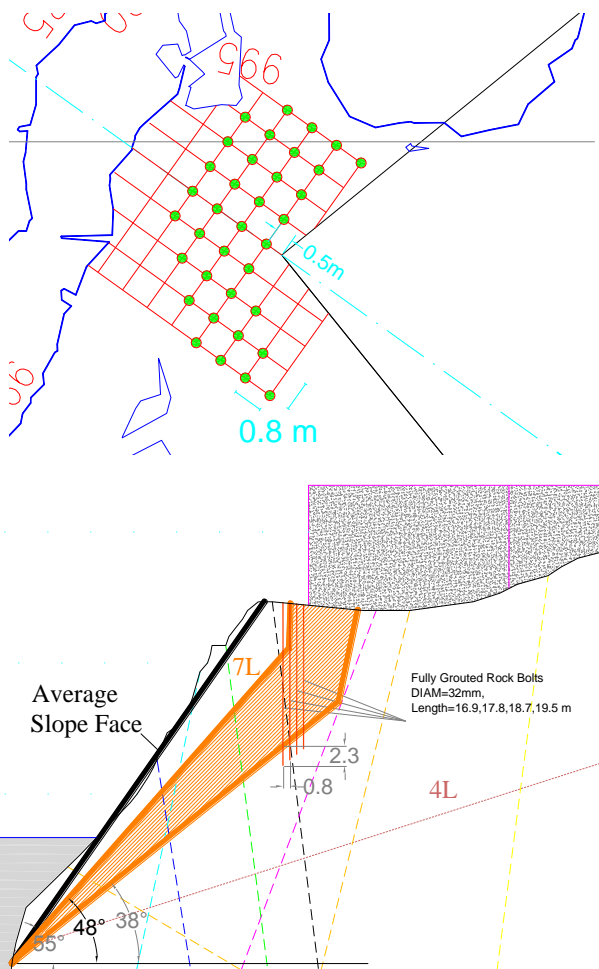 995
0.5m
0.8 m
7L
Fully Grouted Rock Bolts
DIAM=32mm,
Length=16.9,17.8,18.7,19.5 m
Average
Slope Face
2.3
0.8
4L
55°
48°
38°